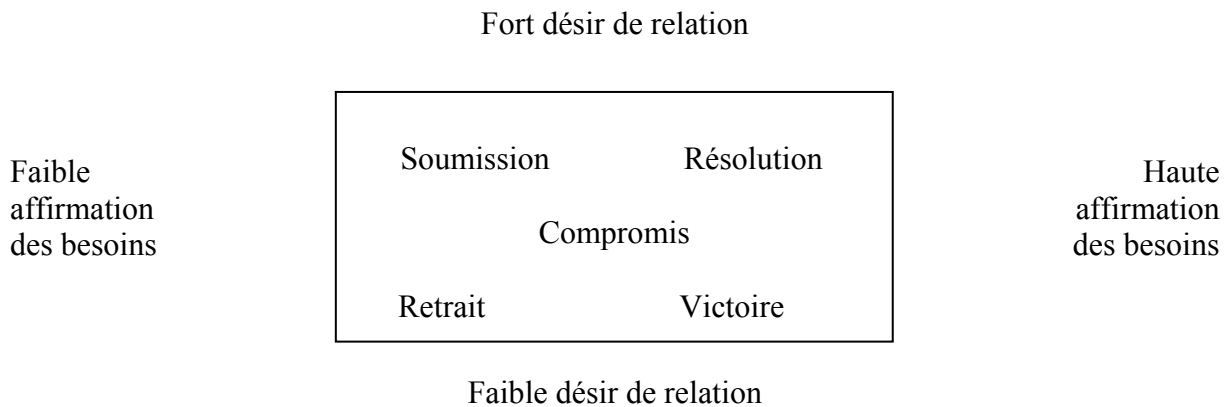 Fort désir de relation
Faible
affirmation
des besoins
Soumission
Résolution
Compromis
Retrait
Victoire
Haute
affirmation
des besoins
Faible désir de relation